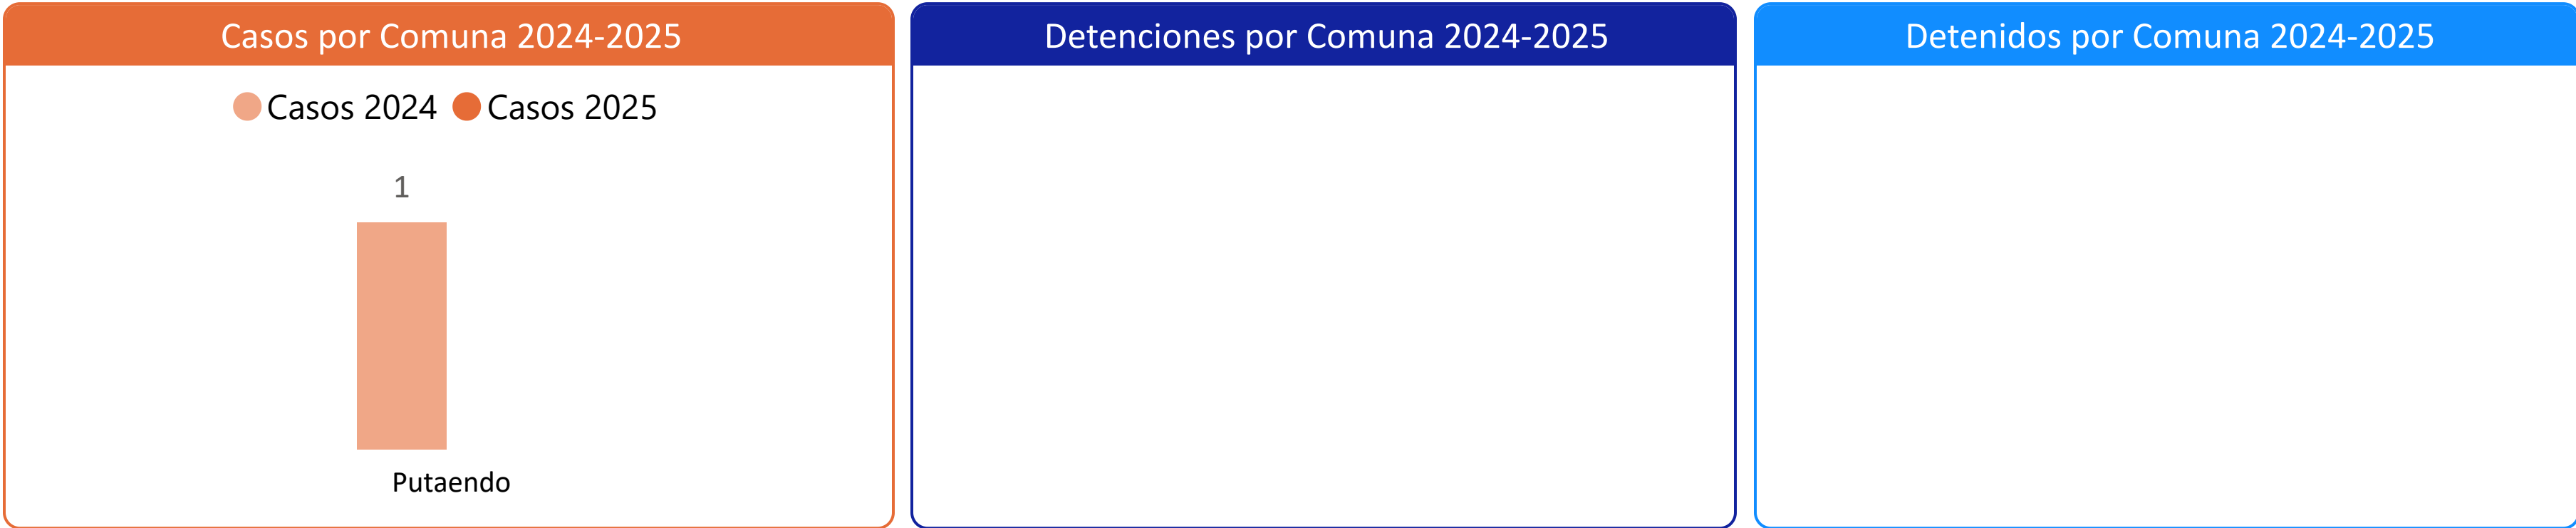 Casos por Comuna 2024-2025
Casos 2024 Casos 2025
1
Putaendo
Detenciones por Comuna 2024-2025
Detenidos por Comuna 2024-2025